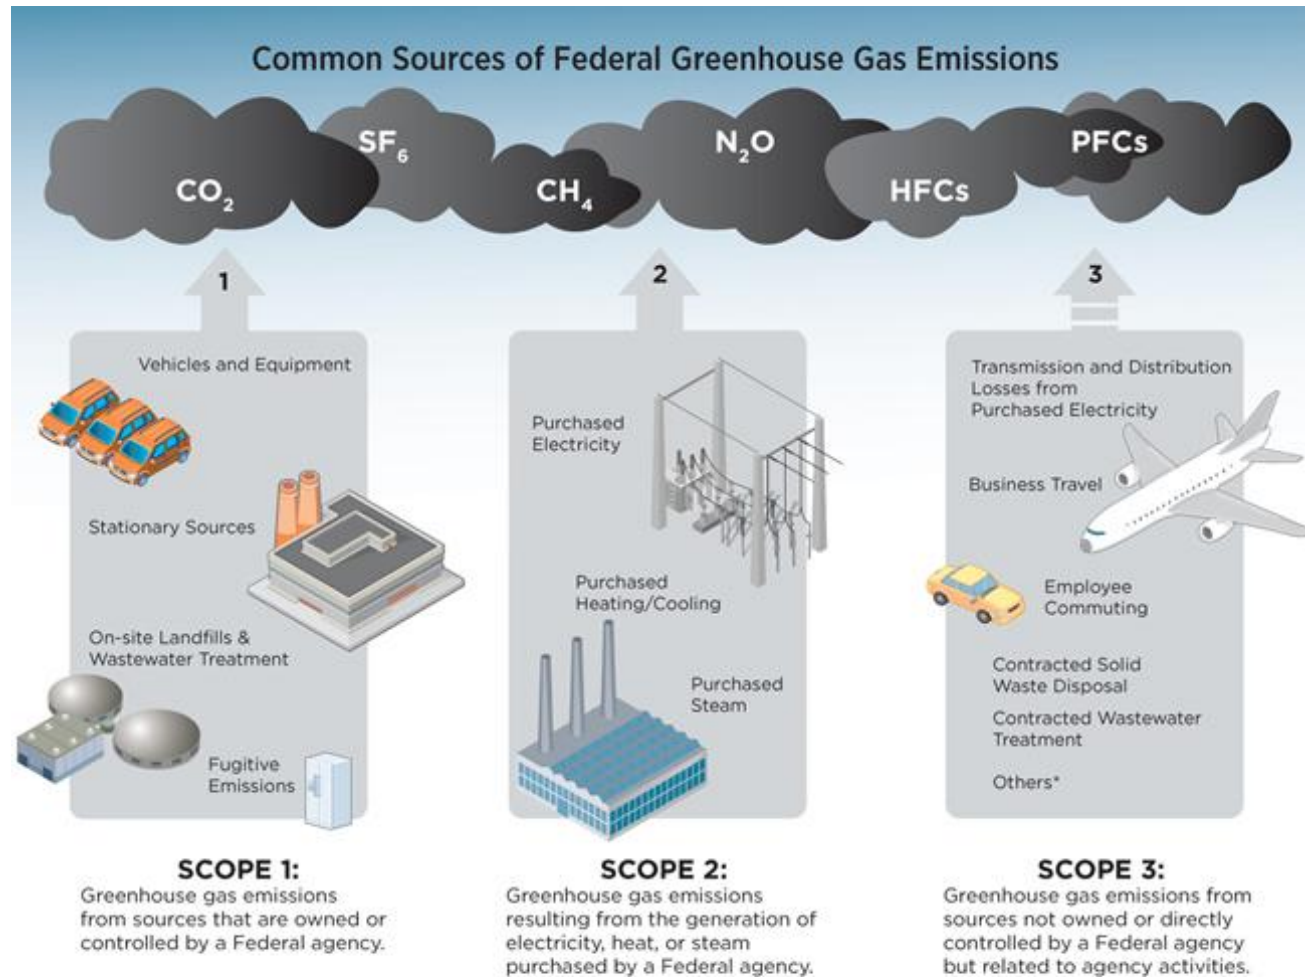 Common Sources of Federal Greenhouse Gas Emissions
SF6
N2O
PFCs
CO2
CH4
HFCs
1
Vehicles and Equipment
Stationary Sources
On-site Landfills &
Wastewater Treatment
Fugitive
Emissions
SCOPE 1:
Greenhouse gas emissions
from sources that are owned or
controlled by a Federal agency.
2
Purchased
Electricity
Purchased
Heating/Cooling
Purchased
Steam
SCOPE 2:
Greenhouse gas emissions
resulting from the generation of
electricity, heat, or steam
purchased by a Federal agency.
3
Transmission and Distribution
Losses from
Purchased Electricity
Business Travel
Employee
Commuting
Contracted Solid
Waste Disposal
Contracted Wastewater
Treatment
Others*
SCOPE 3:
Greenhouse gas emissions from
sources not owned or directly
controlled by a Federal agency
but related to agency activities.